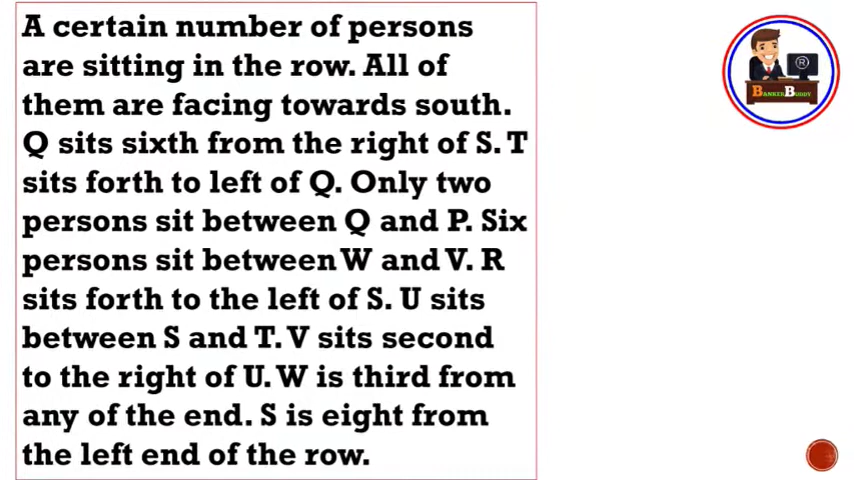 A certain number of persons
are sitting in the row. All of
them are facing towards south.
Q sits sixth from the right of S. T
sits forth to left of Q. Only two
persons sit between Q and P. Six
persons sit between W and V. R
sits forth to the left of S. U sits
between S and T. V sits second
to the right of U. W is third from
any of the end. S is eight from
the left end of the row.
®
BANKER BUDDY